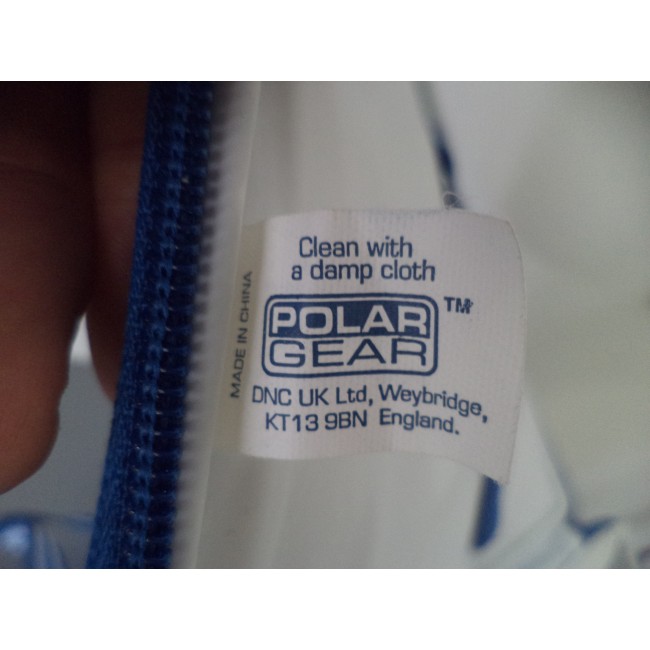 Clean with
a damp cloth
POLAR
GEAR
TM
DNC UK Ltd, Weybridge,
KT13 9BN England.
MADE IN CHINA